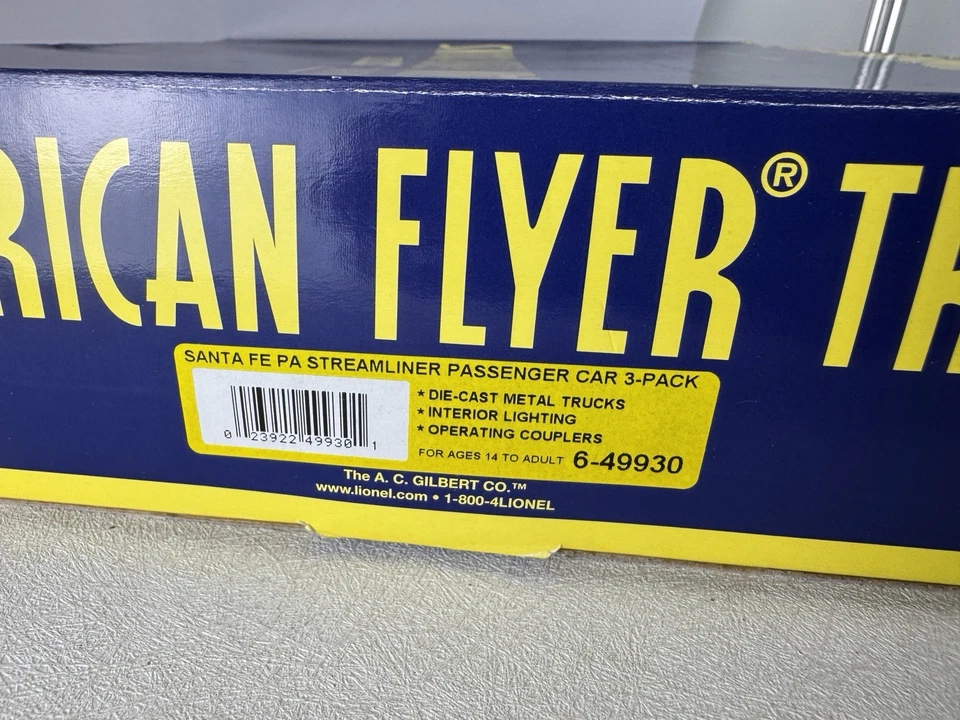 RICAN FLYER® TR
SANTA FE PA STREAMLINER PASSENGER CAR 3-PACK
* DIE-CAST METAL TRUCKS
* INTERIOR LIGHTING
* OPERATING COUPLERS
0 23922 49930 1
FOR AGES 14 TO ADULT 6-49930
The A. C. GILBERT CO.™
www.lionel.com • 1-800-4LIONEL